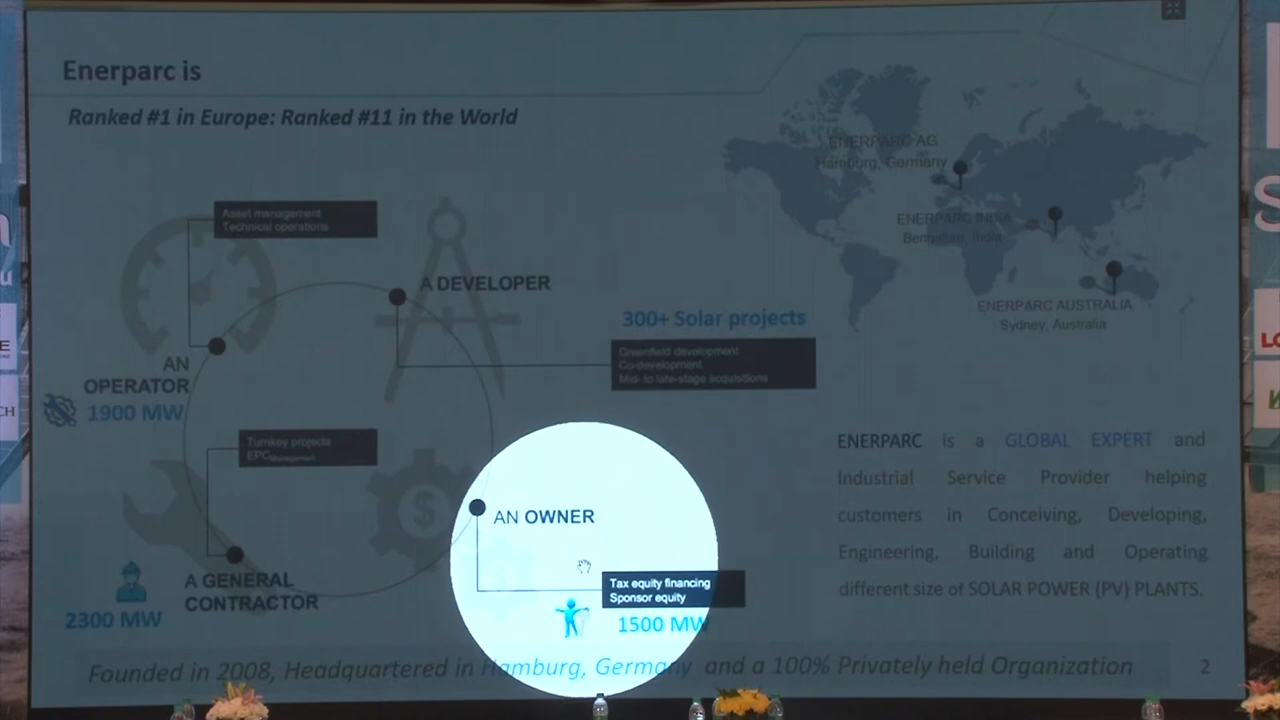 Enerparc is
Ranked #1 in Europe: Ranked #11 in the World
ENERPARC AG
Hamburg, Germany
ENERPARC INDIA
Bengaluru, India
ENERPARC AUSTRALIA
Sydney, Australia
Asset management
Technical operations
A DEVELOPER
300+ Solar projects
Greenfield development
Co-development
Mid- to late-stage acquisitions
AN
OPERATOR
1900 MW
Turnkey projects
EPC Management
AN OWNER
Tax equity financing
Sponsor equity
1500 MW
A GENERAL
CONTRACTOR
2300 MW
ENERPARC is a GLOBAL EXPERT and
Industrial Service Provider helping
customers in Conceiving, Developing,
Engineering, Building and Operating
different size of SOLAR POWER (PV) PLANTS.
Founded in 2008, Headquartered in Hamburg, Germany and a 100% Privately held Organization
2